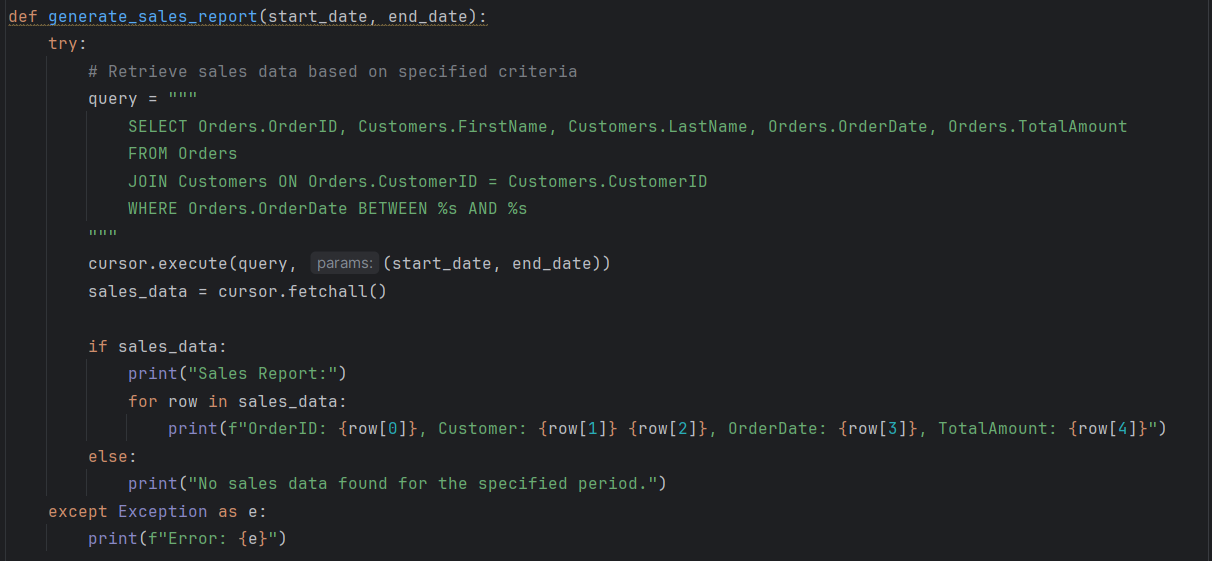 def generate_sales_report(start_date, end_date):
    try:
        # Retrieve sales data based on specified criteria
        query = """
            SELECT Orders.OrderID, Customers.FirstName, Customers.LastName, Orders.OrderDate, Orders.TotalAmount
            FROM Orders
            JOIN Customers ON Orders.CustomerID = Customers.CustomerID
            WHERE Orders.OrderDate BETWEEN %s AND %s
        """
        cursor.execute(query, params: (start_date, end_date))
        sales_data = cursor.fetchall()

        if sales_data:
            print("Sales Report:")
            for row in sales_data:
                print(f"OrderID: {row[0]}, Customer: {row[1]} {row[2]}, OrderDate: {row[3]}, TotalAmount: {row[4]}")
        else:
            print("No sales data found for the specified period.")
    except Exception as e:
        print(f"Error: {e}")